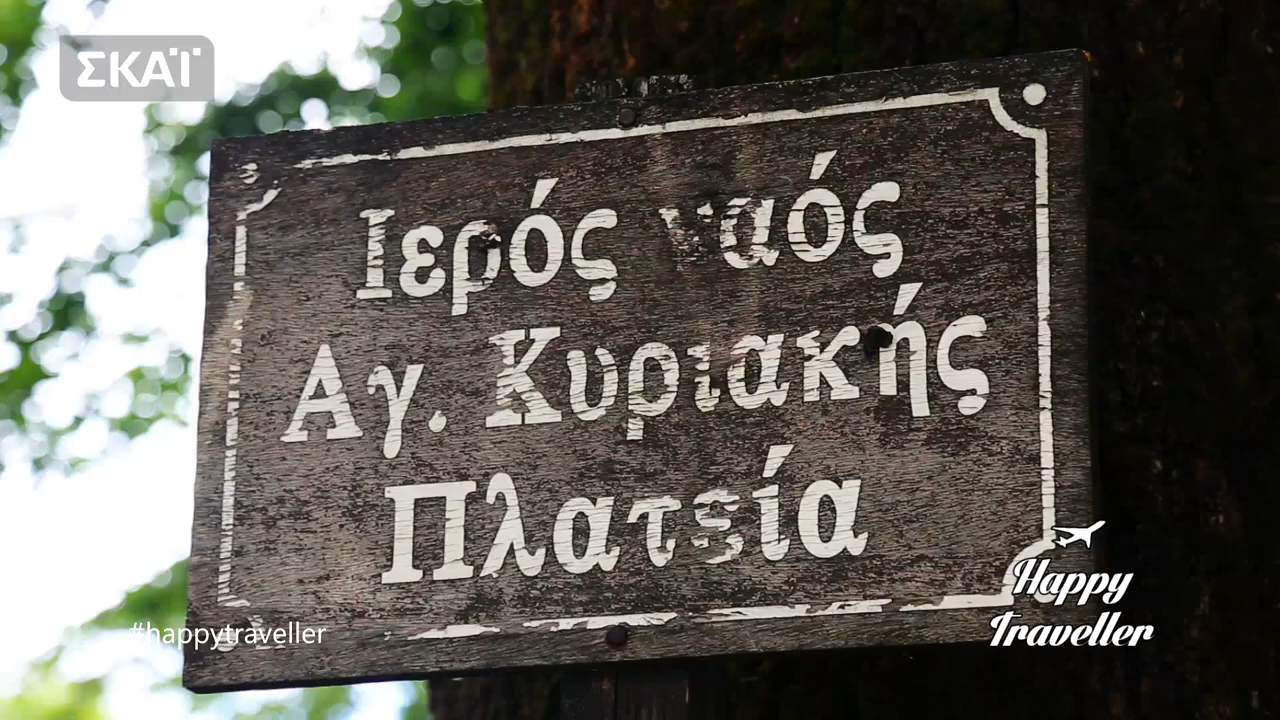 ΣΚΑΪ
Ιερός ναός
Αγ. Κυριακής
Πλατεία
Happy
Traveller
#happytraveller